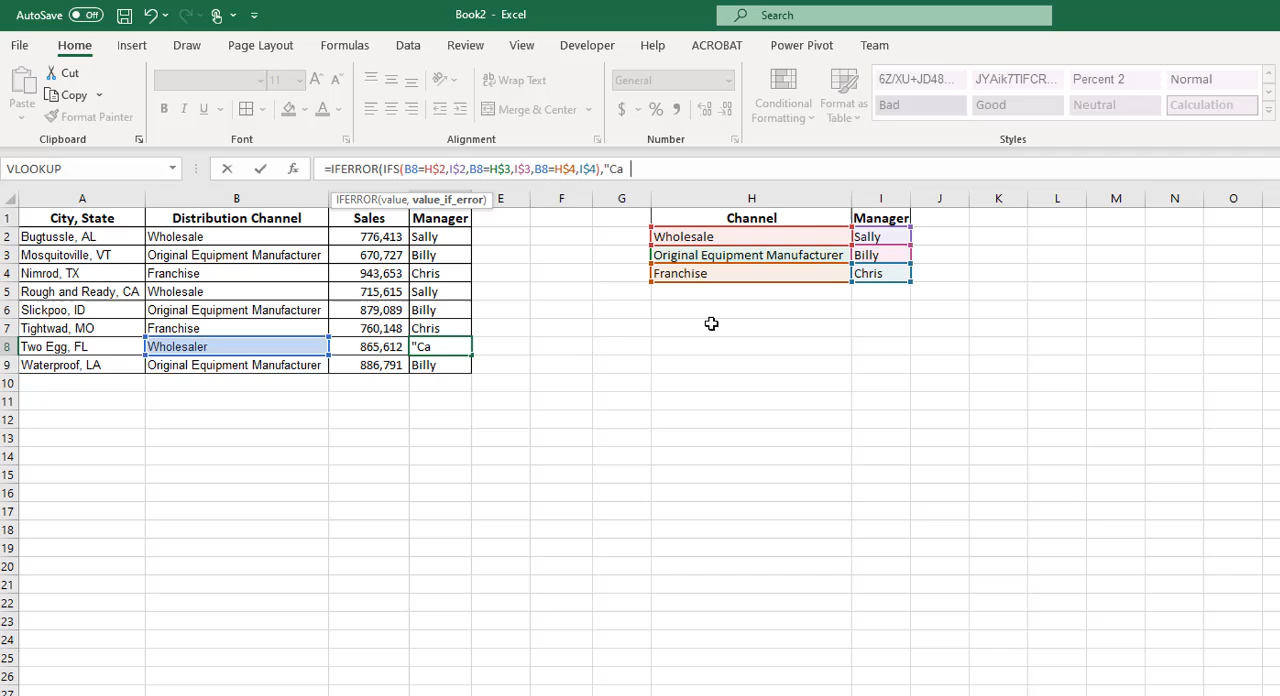 AutoSave Off Book2 - Excel Search
File Home Insert Draw Page Layout Formulas Data Review View Developer Help ACROBAT Power Pivot Team
Cut
Copy
Format Painter
Paste
Clipboard
11
B I U
Font
Wrap Text
Merge & Center
Alignment
General
$ % ,
Number
Conditional Formatting
Format as Table
6Z/XU+JD48... JYAik7TIFCR... Percent 2 Normal
Bad Good Neutral Calculation
Styles
VLOOKUP =IFERROR(IFS(B8=H$2,I$2,B8=H$3,I$3,B8=H$4,I$4),"Ca
IFERROR(value, value_if_error)
A B E F G H I J K L M N O
1 City, State Distribution Channel Sales Manager Channel Manager
2 Bugtussle, AL Wholesale 776,413 Sally Wholesale Sally
3 Mosquitoville, VT Original Equipment Manufacturer 670,727 Billy Original Equipment Manufacturer Billy
4 Nimrod, TX Franchise 943,653 Chris Franchise Chris
5 Rough and Ready, CA Wholesale 715,615 Sally
6 Slickpoo, ID Original Equipment Manufacturer 879,089 Billy
7 Tightwad, MO Franchise 760,148 Chris
8 Two Egg, FL Wholesaler 865,612 "Ca
9 Waterproof, LA Original Equipment Manufacturer 886,791 Billy
10
11
12
13
14
15
16
17
18
19
20
21
22
23
24
25
26
27